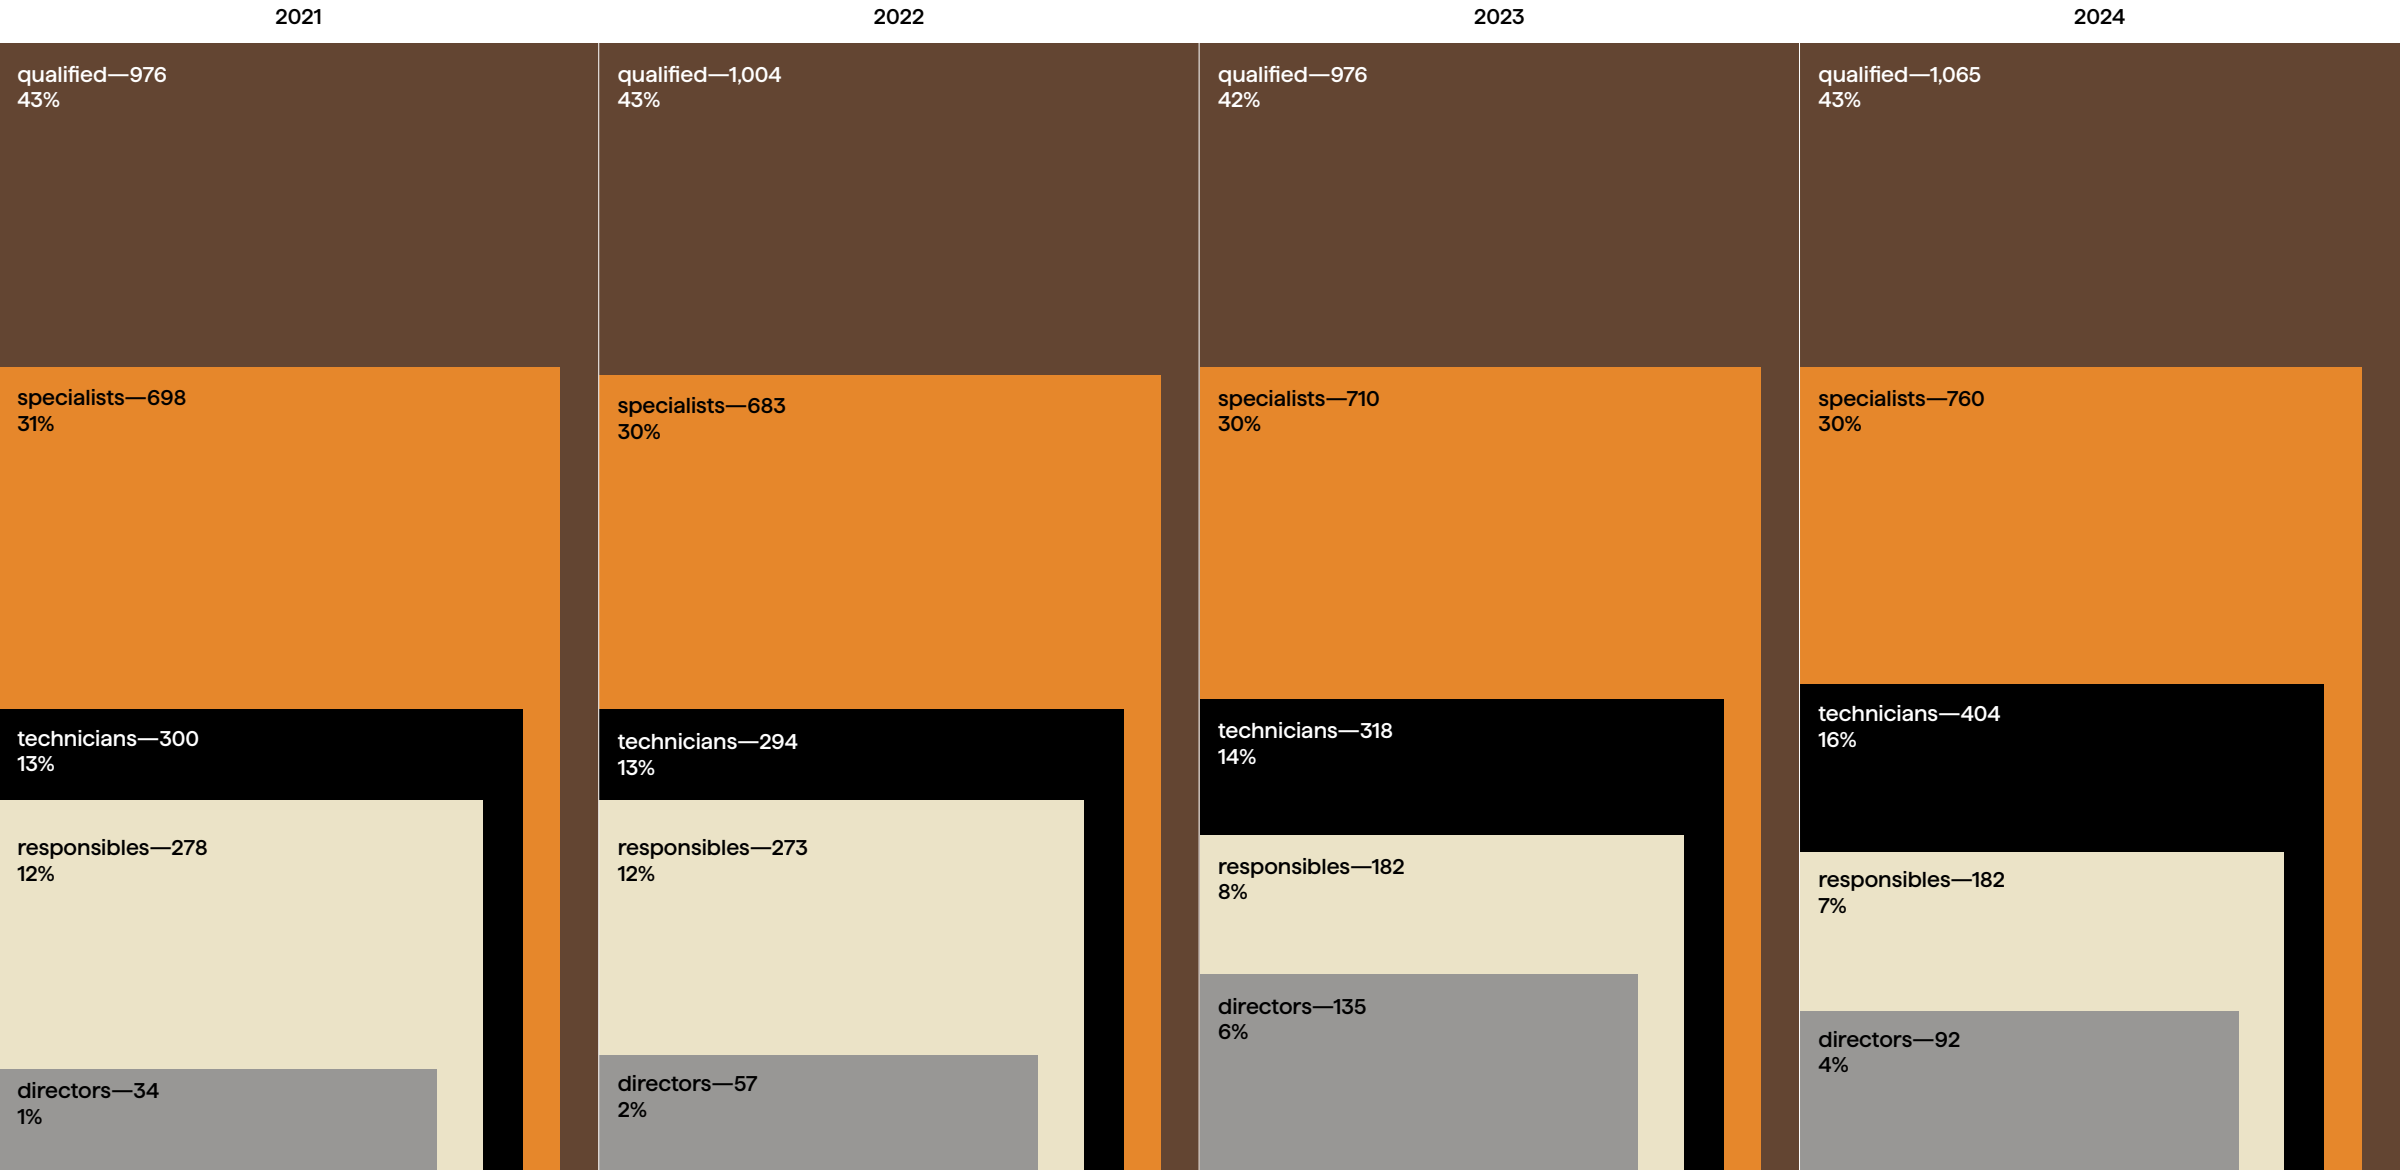 2021
2022
2023
2024
qualified—976
43%
qualified—1,004
43%
qualified—976
42%
qualified—1,065
43%
specialists—698
31%
specialists—683
30%
specialists—710
30%
specialists—760
30%
technicians—300
13%
technicians—294
13%
technicians—318
14%
technicians—404
16%
responsibles—278
12%
responsibles—273
12%
responsibles—182
8%
responsibles—182
7%
directors—34
1%
directors—57
2%
directors—135
6%
directors—92
4%